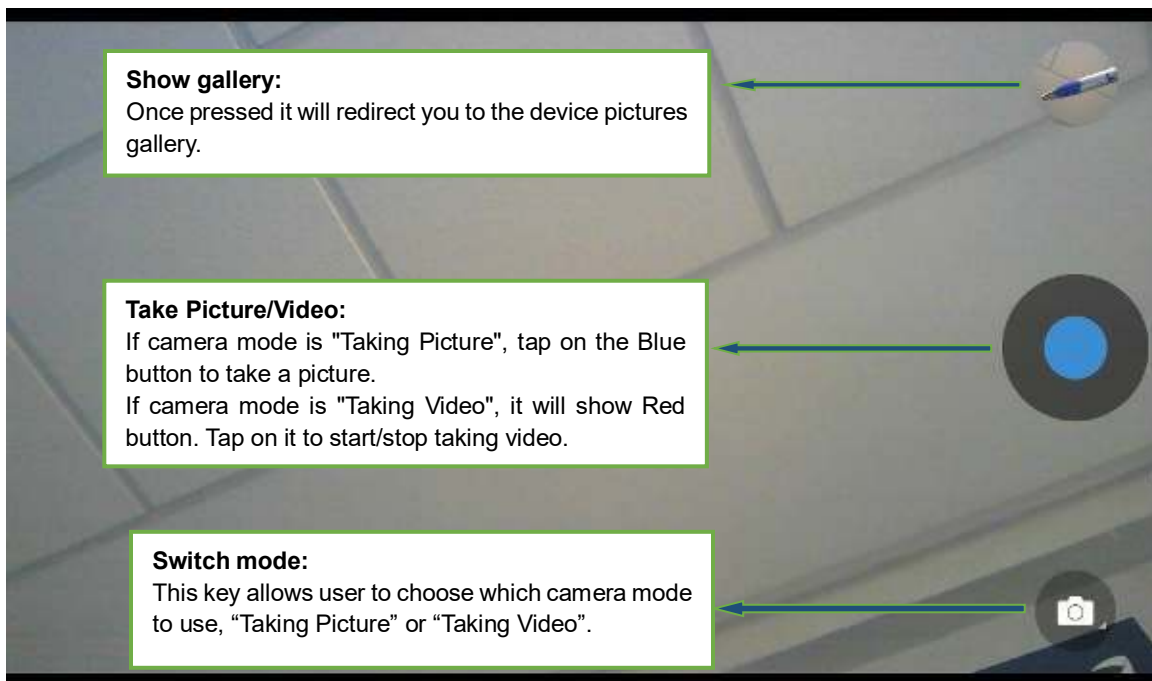 Show gallery:
Once pressed it will redirect you to the device pictures
gallery.
Take Picture/Video:
If camera mode is "Taking Picture", tap on the Blue
button to take a picture.
If camera mode is "Taking Video", it will show Red
button. Tap on it to start/stop taking video.
Switch mode:
This key allows user to choose which camera mode
to use, “Taking Picture” or “Taking Video”.